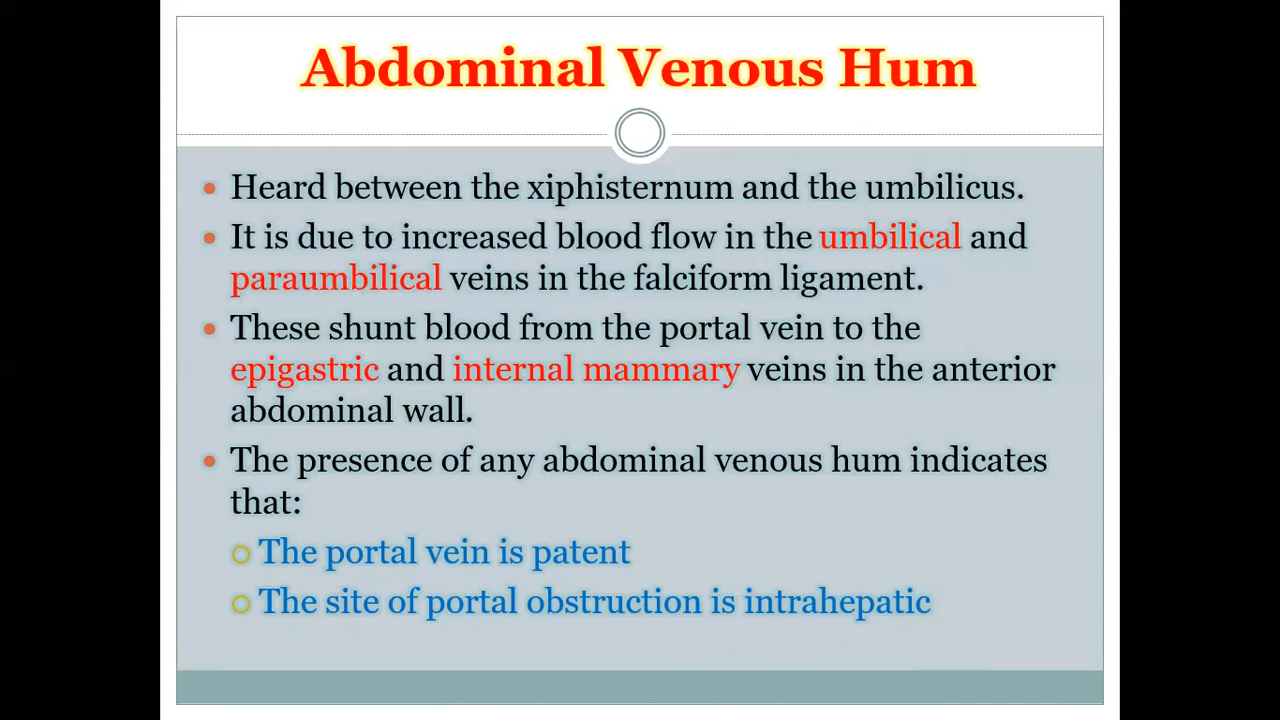 Abdominal Venous Hum
Heard between the xiphisternum and the umbilicus.
It is due to increased blood flow in the umbilical and
paraumbilical veins in the falciform ligament.
These shunt blood from the portal vein to the
epigastric and internal mammary veins in the anterior
abdominal wall.
The presence of any abdominal venous hum indicates
that:
The portal vein is patent
The site of portal obstruction is intrahepatic